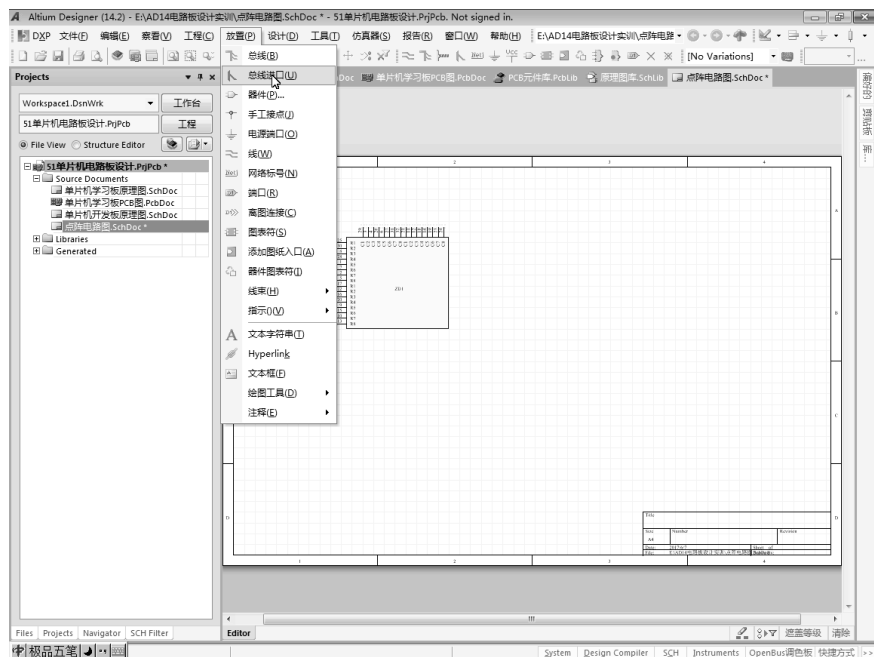 Altium Designer (14.2) - E:\AD14电路板设计实训\点阵电路图.SchDoc * - 51单片机电路板设计.PrjPcb. Not signed in.
DXP 文件(F) 编辑(E) 察看(V) 工程(C) 放置(P) 设计(D) 工具(T) 仿真器(S) 报告(R) 窗口(W) 帮助(H) E:\AD14电路板设计实训\点阵电路
[No Variations]
Projects
单片机学习板PCB图.PcbDoc PCB元件库.PcbLib 原理图库.SchLib 点阵电路图.SchDoc *
Workspace1.DsnWrk 工作台
51单片机电路板设计.PrjPcb 工程
File View Structure Editor
51单片机电路板设计.PrjPcb *
Source Documents
单片机学习板原理图.SchDoc
单片机学习板PCB图.PcbDoc
单片机开发板原理图.SchDoc
点阵电路图.SchDoc *
Libraries
Generated
总线(B)
总线进口(U)
器件(P)...
手工接点(J)
电源端口(O)
线(W)
网络标号(N)
端口(R)
离图连接(C)
图表符(S)
添加图纸入口(A)
器件图表符(I)
线束(H)
指示()(V)
文本字符串(T)
Hyperlink
文本框(F)
绘图工具(D)
注释(E)
Title
Size Number Revision
A4
Files Projects Navigator SCH Filter Editor 遮盖等级 清除
极品五笔 System Design Compiler SCH Instruments OpenBus调色板 快捷方式 >>